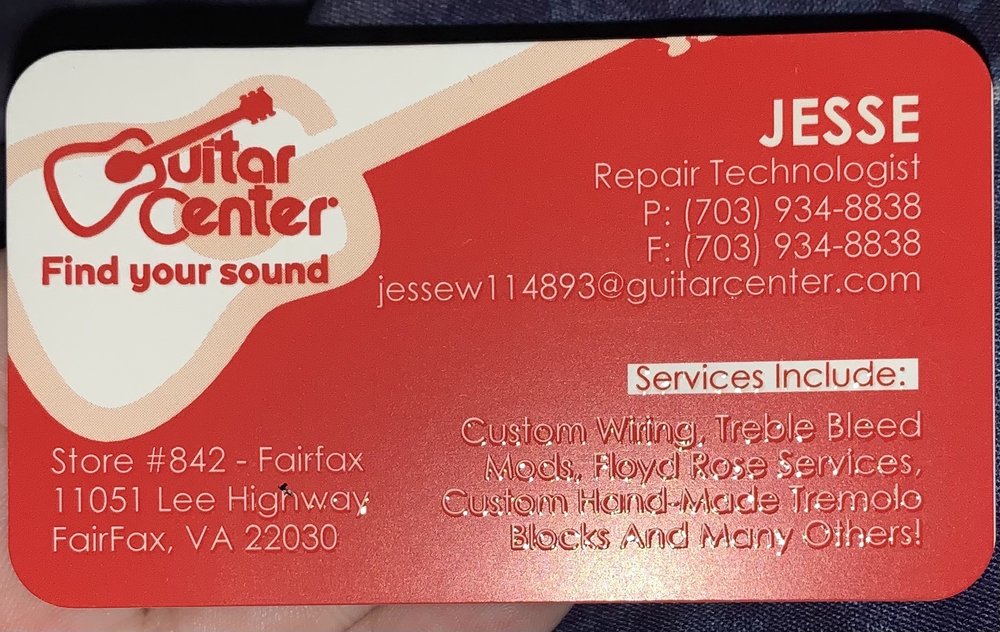 Guitar
Center
Find your sound
JESSE
Repair Technologist
P: (703) 934-8838
F: (703) 934-8838
jessew114893@guitarcenter.com
Services Include:
Custom Wiring, Treble Bleed
Mods, Floyd Rose Services,
Custom Hand-Made Tremolo
Blocks And Many Others!
Store #842 - Fairfax
11051 Lee Highway
FairFax, VA 22030